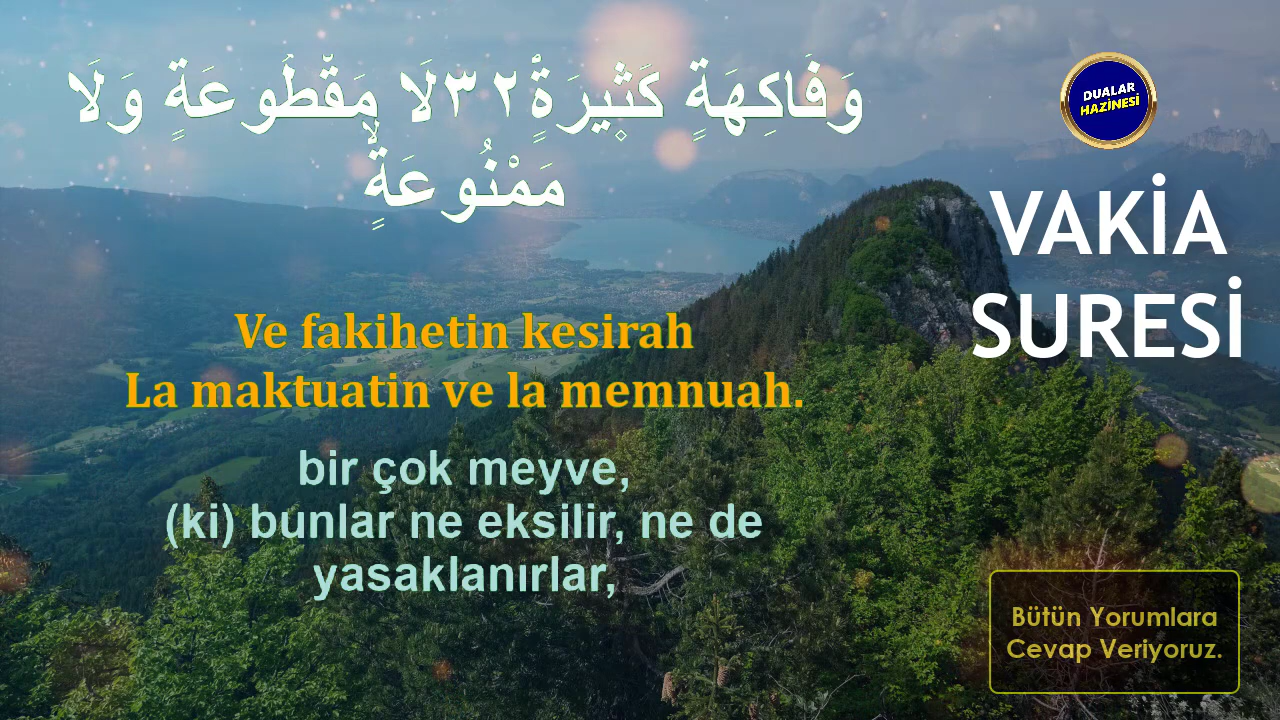 وَفَاكِهَةٍ كَثٖيرَةٍۙ ٣٢ لَا مَقْطُوعَةٍ وَلَا
مَمْنُوعَةٍۙ
Ve fakihetin kesirah
La maktuatin ve la memnuah.
bir çok meyve,
(ki) bunlar ne eksilir, ne de
yasaklanırlar,
DUALAR
HAZİNESİ
VAKİA
SURESİ
Bütün Yorumlara
Cevap Veriyoruz.